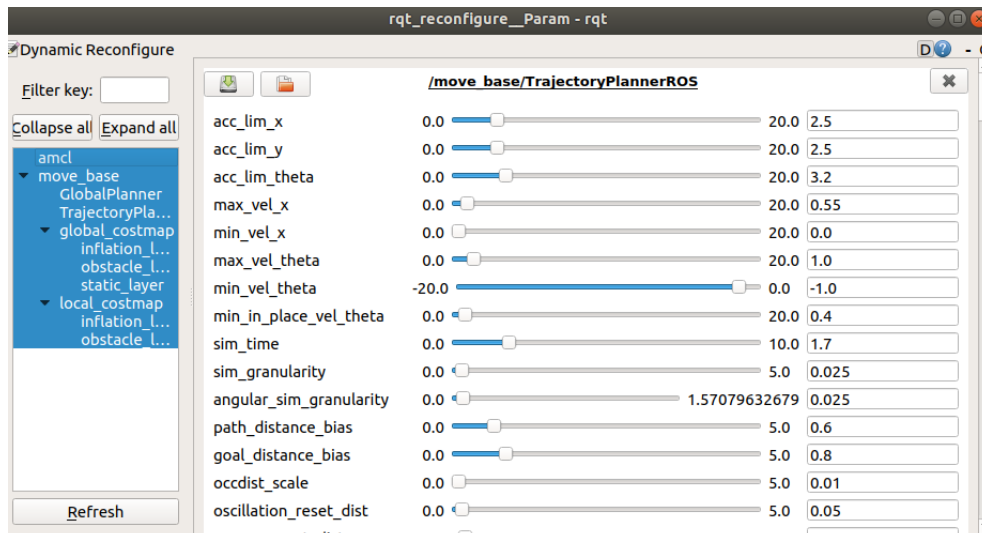 rqt_reconfigure__Param - rqt
Dynamic Reconfigure
D
?
-
Filter key:
Collapse all
Expand all
amcl
move_base
GlobalPlanner
TrajectoryPla...
global_costmap
inflation_l...
obstacle_l...
static_layer
local_costmap
inflation_l...
obstacle_l...
Refresh
/move_base/TrajectoryPlannerROS
acc_lim_x 0.0 20.0 2.5
acc_lim_y 0.0 20.0 2.5
acc_lim_theta 0.0 20.0 3.2
max_vel_x 0.0 20.0 0.55
min_vel_x 0.0 20.0 0.0
max_vel_theta 0.0 20.0 1.0
min_vel_theta -20.0 0.0 -1.0
min_in_place_vel_theta 0.0 20.0 0.4
sim_time 0.0 10.0 1.7
sim_granularity 0.0 5.0 0.025
angular_sim_granularity 0.0 1.57079632679 0.025
path_distance_bias 0.0 5.0 0.6
goal_distance_bias 0.0 5.0 0.8
occdist_scale 0.0 5.0 0.01
oscillation_reset_dist 0.0 5.0 0.05